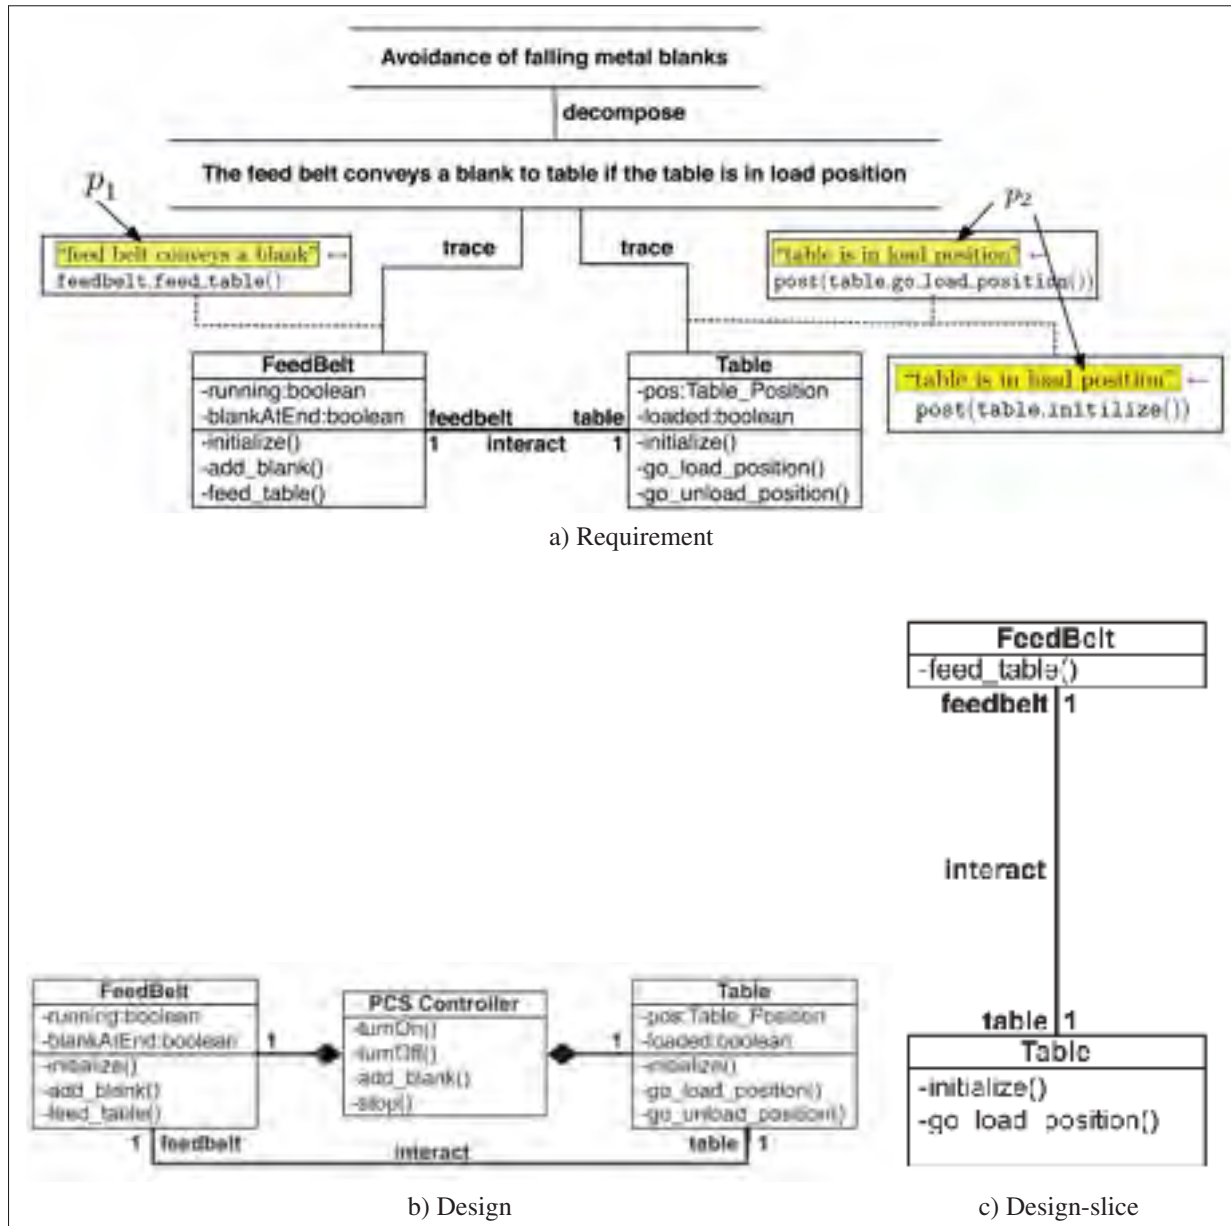 Avoidance of falling metal blanks
decompose
The feed belt conveys a blank to table if the table is in load position
p1
p2
"feed belt conveys a blank" ←
feedbelt.feed_table()
trace
trace
"table is in load position" ←
post(table.go_load_position())
"table is in load position" ←
post(table.initilize())
FeedBelt
-running:boolean
-blankAtEnd:boolean
-initialize()
-add_blank()
-feed_table()
feedbelt
table
1
interact
1
Table
-pos:Table_Position
-loaded:boolean
-initialize()
-go_load_position()
-go_unload_position()
a) Requirement
FeedBelt
-running:boolean
-blankAtEnd:boolean
-initialize()
-add_blank()
-feed_table()
1
PCS Controller
-turnOn()
-turnOff()
-add_blank()
-stop()
1
Table
-pos:Table_Position
-loaded:boolean
-initialize()
-go_load_position()
-go_unload_position()
1
feedbelt
interact
table
1
b) Design
FeedBelt
-feed_table()
feedbelt
1
interact
table
1
Table
-initialize()
-go_load_position()
c) Design-slice